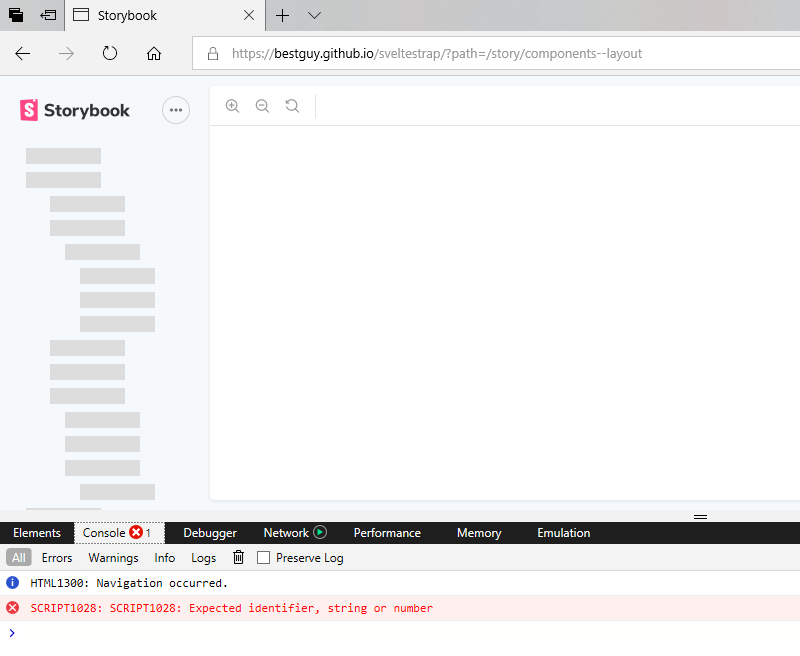 Storybook
https://bestguy.github.io/sveltestrap/?path=/story/components--layout
S Storybook
Elements Console 1 Debugger Network Performance Memory Emulation
All Errors Warnings Info Logs Preserve Log
HTML1300: Navigation occurred.
SCRIPT1028: SCRIPT1028: Expected identifier, string or number